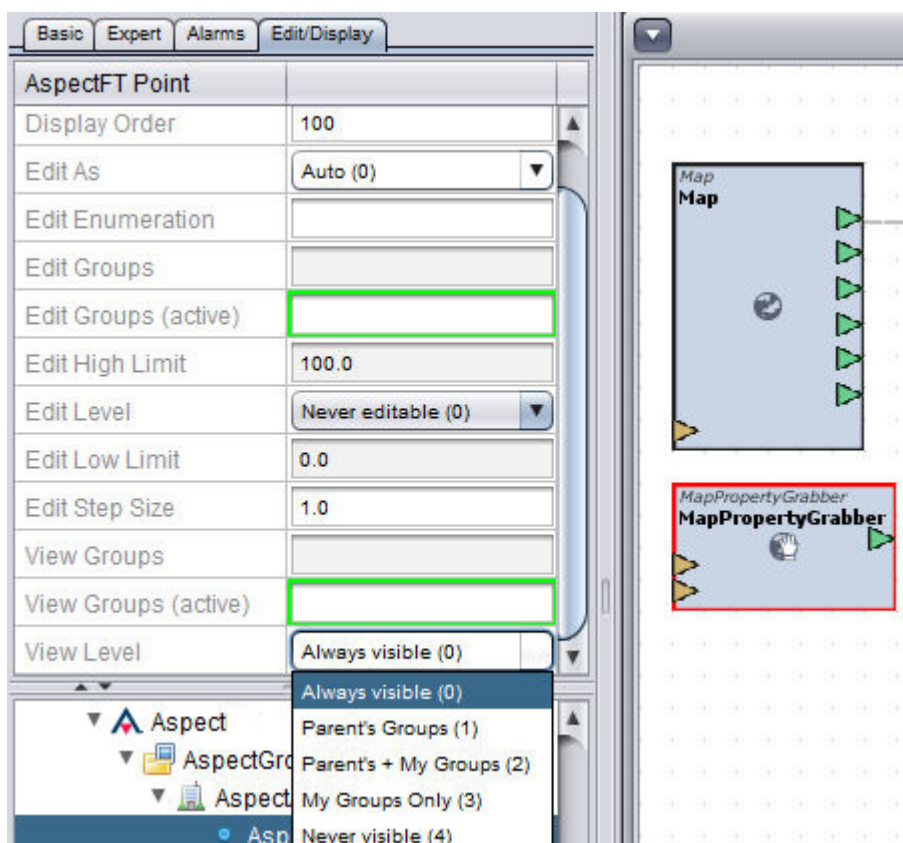 Basic Expert Alarms Edit/Display
AspectFT Point
Display Order 100
Edit As Auto (0)
Edit Enumeration
Edit Groups
Edit Groups (active)
Edit High Limit 100.0
Edit Level Never editable (0)
Edit Low Limit 0.0
Edit Step Size 1.0
View Groups
View Groups (active)
View Level Always visible (0)
Always visible (0)
Parent's Groups (1)
Parent's + My Groups (2)
My Groups Only (3)
Never visible (4)
Aspect
AspectGro
Aspect
Asp
Map
Map
MapPropertyGrabber
MapPropertyGrabber